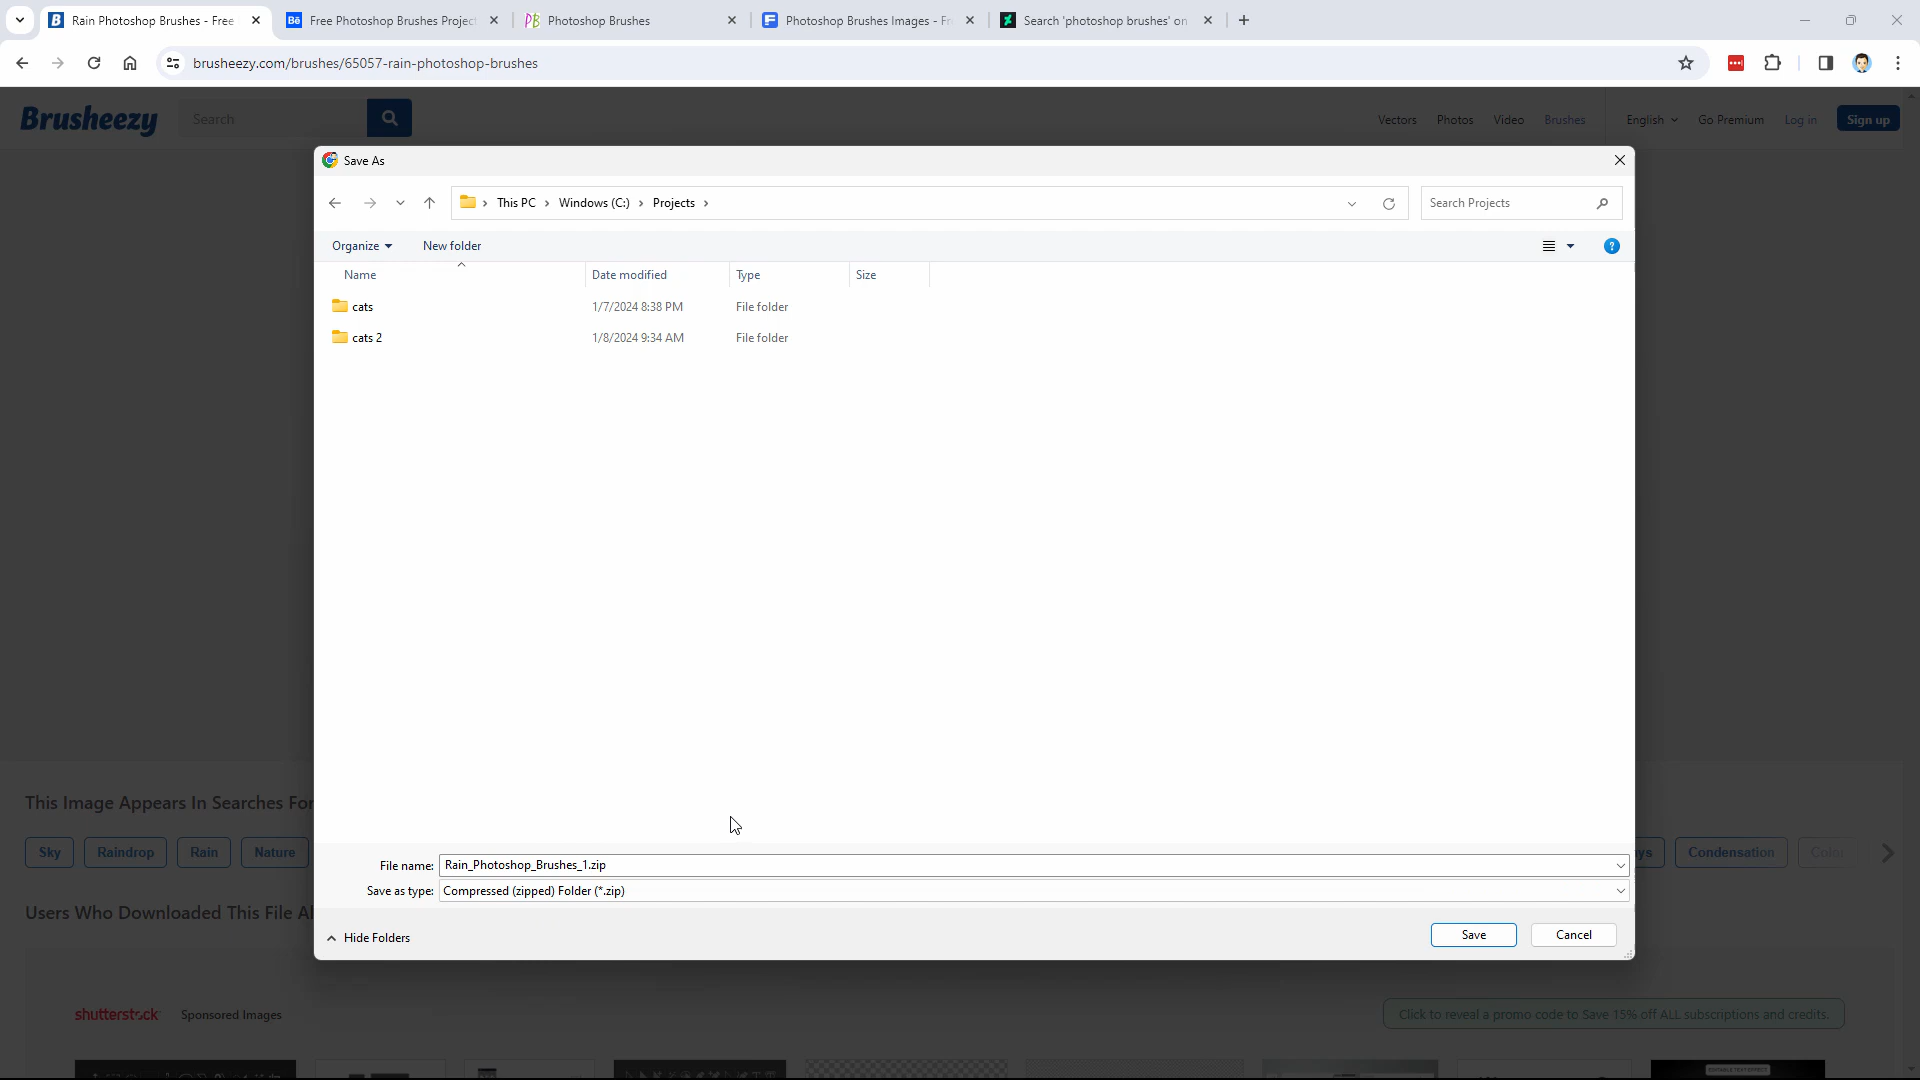 Rain Photoshop Brushes - Free
Free Photoshop Brushes Project
Photoshop Brushes
Photoshop Brushes Images - Fre
Search 'photoshop brushes' on
brusheezy.com/brushes/65057-rain-photoshop-brushes
Brusheezy
Search
Vectors
Photos
Video
Brushes
English
Go Premium
Log in
Sign up
Save As
This PC > Windows (C:) > Projects >
Search Projects
Organize
New folder
Name
Date modified
Type
Size
cats 1/7/2024 8:38 PM File folder
cats 2 1/8/2024 9:34 AM File folder
This Image Appears In Searches For
Sky
Raindrop
Rain
Nature
ys
Condensation
Color
File name: Rain_Photoshop_Brushes_1.zip
Save as type: Compressed (zipped) Folder (*.zip)
Users Who Downloaded This File Al
Hide Folders
Save
Cancel
shutterstock
Sponsored Images
Click to reveal a promo code to Save 15% off ALL subscriptions and credits.